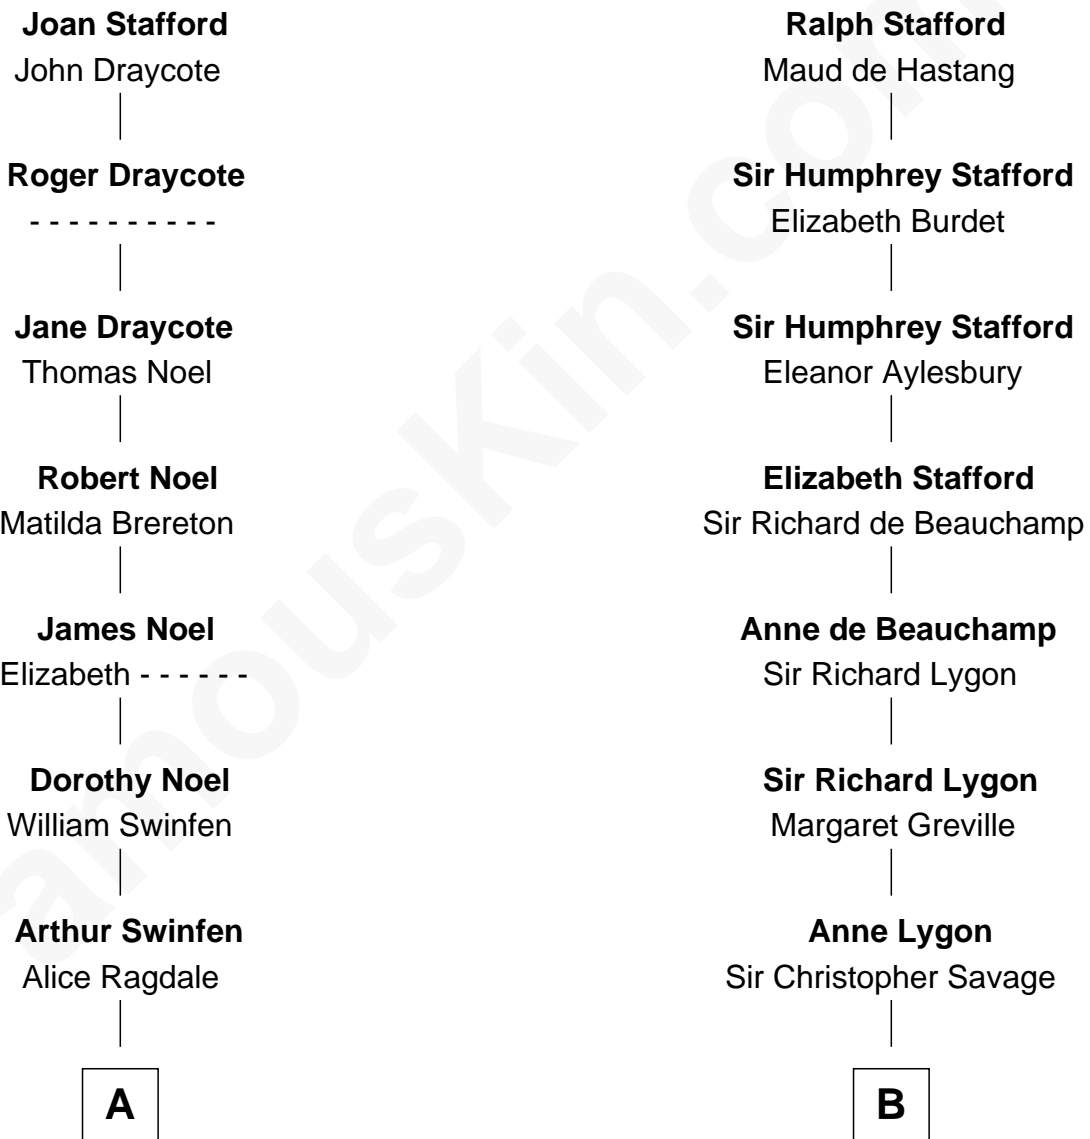 Joan Stafford
John Draycote
Roger Draycote
- - - - - - - - - -
Jane Draycote
Thomas Noel
Robert Noel
Matilda Brereton
James Noel
Elizabeth - - - - - -
Dorothy Noel
William Swinfen
Arthur Swinfen
Alice Ragdale
A
Ralph Stafford
Maud de Hastang
Sir Humphrey Stafford
Elizabeth Burdet
Sir Humphrey Stafford
Eleanor Aylesbury
Elizabeth Stafford
Sir Richard de Beauchamp
Anne de Beauchamp
Sir Richard Lygon
Sir Richard Lygon
Margaret Greville
Anne Lygon
Sir Christopher Savage
B
amouskin.com